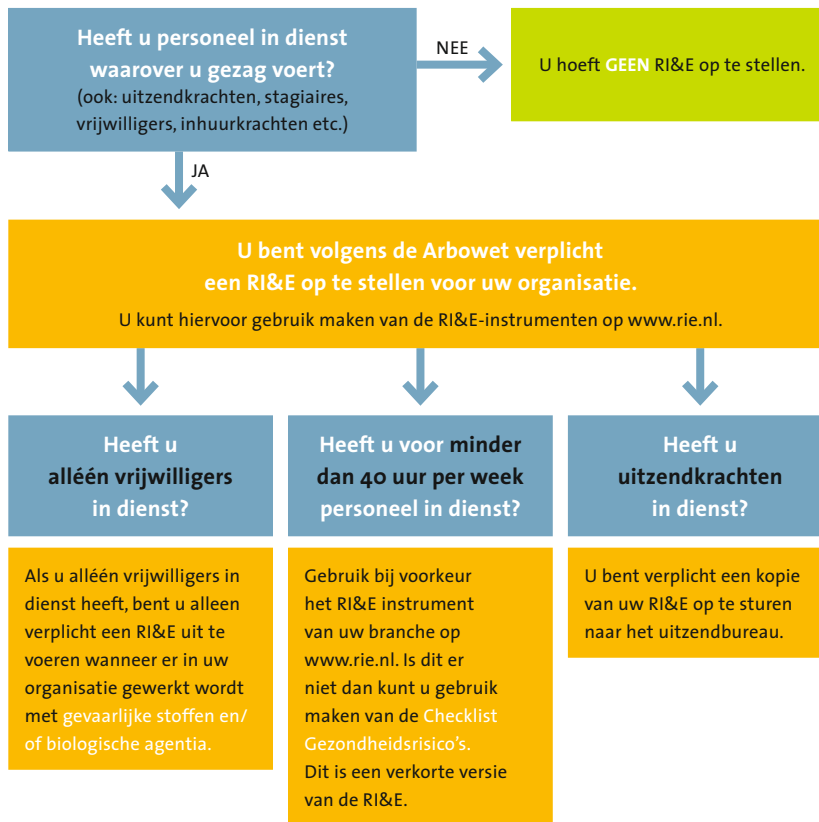 Heeft u personeel in dienst
waarover u gezag voert?
(ook: uitzendkrachten, stagiaires,
vrijwilligers, inhuurkrachten etc.)
NEE
U hoeft GEEN RI&E op te stellen.
JA
U bent volgens de Arbowet verplicht
een RI&E op te stellen voor uw organisatie.
U kunt hiervoor gebruik maken van de RI&E-instrumenten op www.rie.nl.
Heeft u
alléén vrijwilligers
in dienst?
Als u alléén vrijwilligers in
dienst heeft, bent u alleen
verplicht een RI&E uit te
voeren wanneer er in uw
organisatie gewerkt wordt
met gevaarlijke stoffen en/
of biologische agentia.
Heeft u voor minder
dan 40 uur per week
personeel in dienst?
Gebruik bij voorkeur
het RI&E instrument
van uw branche op
www.rie.nl. Is dit er
niet dan kunt u gebruik
maken van de Checklist
Gezondheidsrisico's.
Dit is een verkorte versie
van de RI&E.
Heeft u
uitzendkrachten
in dienst?
U bent verplicht een kopie
van uw RI&E op te sturen
naar het uitzendbureau.